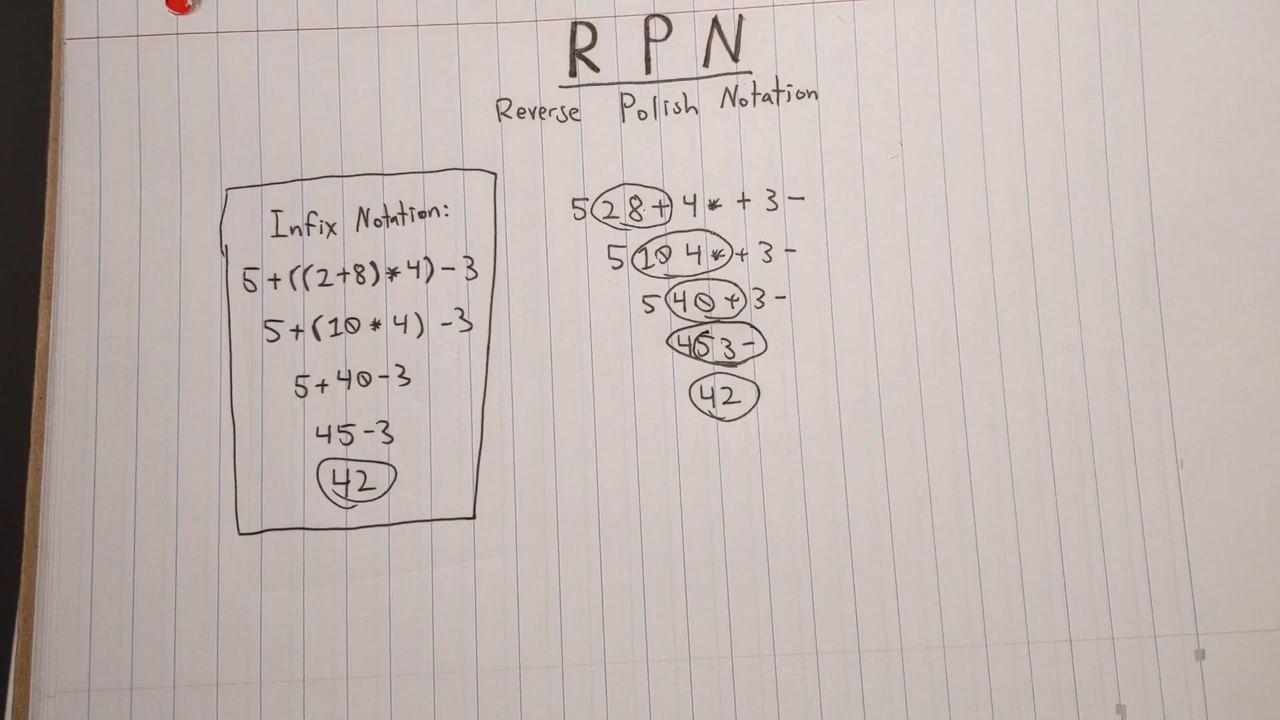 R P N
Reverse Polish Notation
Infix Notation:
5+((2+8)*4)-3
5+(10*4)-3
5+40-3
45-3
42
5 2 8 + 4 * + 3 -
5 10 4 * + 3 -
5 40 + 3 -
45 3 -
42